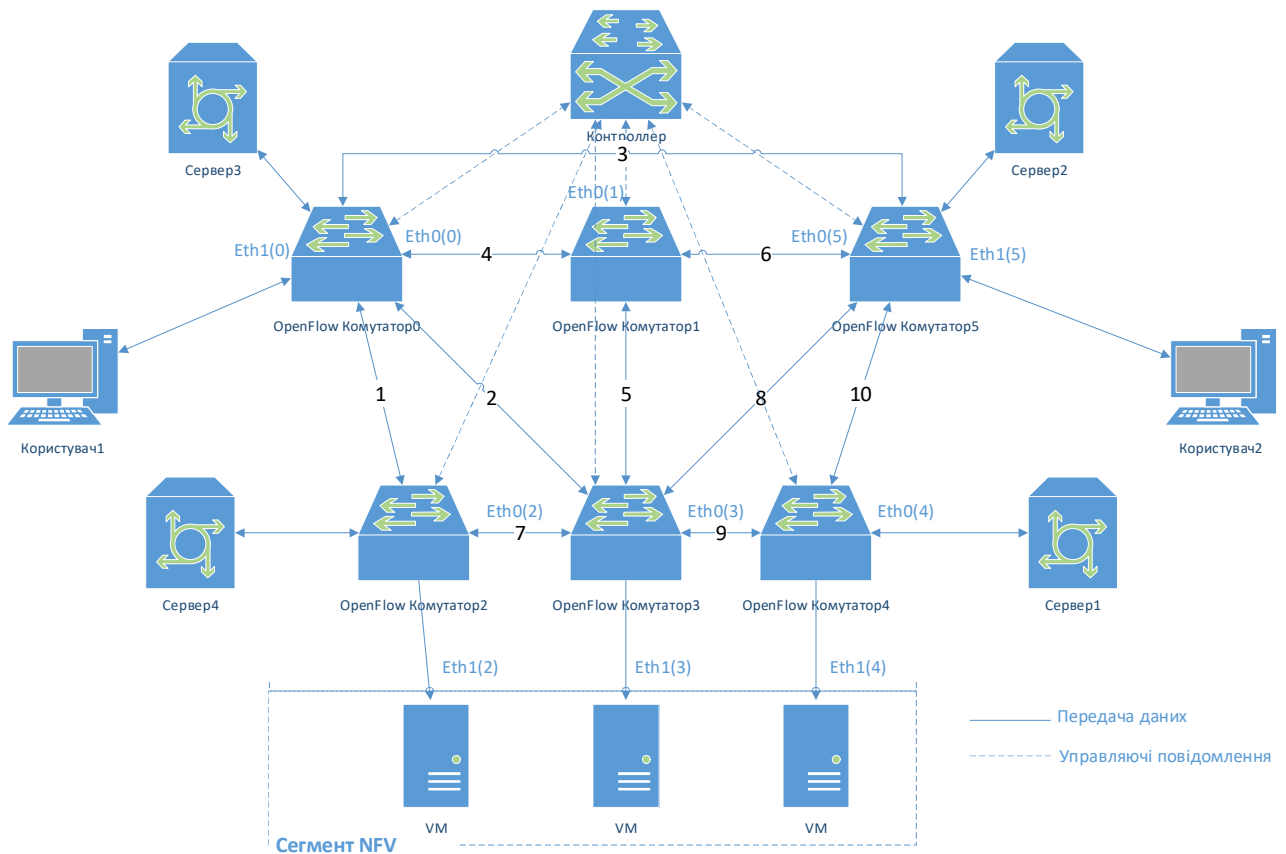 Контроллер
Сервер3
3
Сервер2
Eth0(1)
Eth1(0)
Eth0(0)
4
6
Eth0(5)
Eth1(5)
OpenFlow Комутатор0
OpenFlow Комутатор1
OpenFlow Комутатор5
1
2
5
8
10
Користувач1
Користувач2
Eth0(2)
7
Eth0(3)
9
Eth0(4)
Сервер4
OpenFlow Комутатор2
OpenFlow Комутатор3
OpenFlow Комутатор4
Сервер1
Eth1(2)
Eth1(3)
Eth1(4)
Передача даних
Управляючі повідомлення
VM
VM
VM
Сегмент NFV